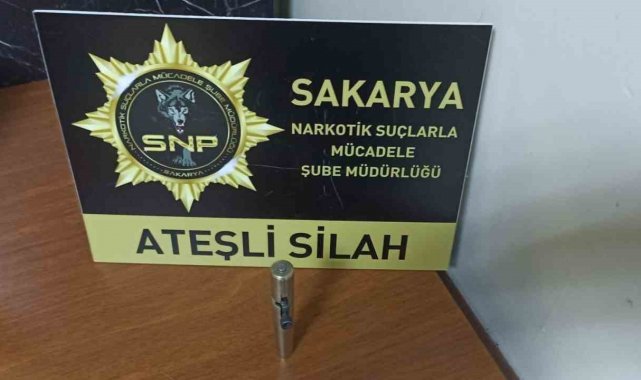 NARKOTİK SUÇLARLA MÜCADELE ŞUBE MÜDÜRLÜĞÜ
SNP
SAKARYA
SAKARYA
NARKOTİK SUÇLARLA
MÜCADELE
ŞUBE MÜDÜRLÜĞÜ
ATEŞLİ SİLAH